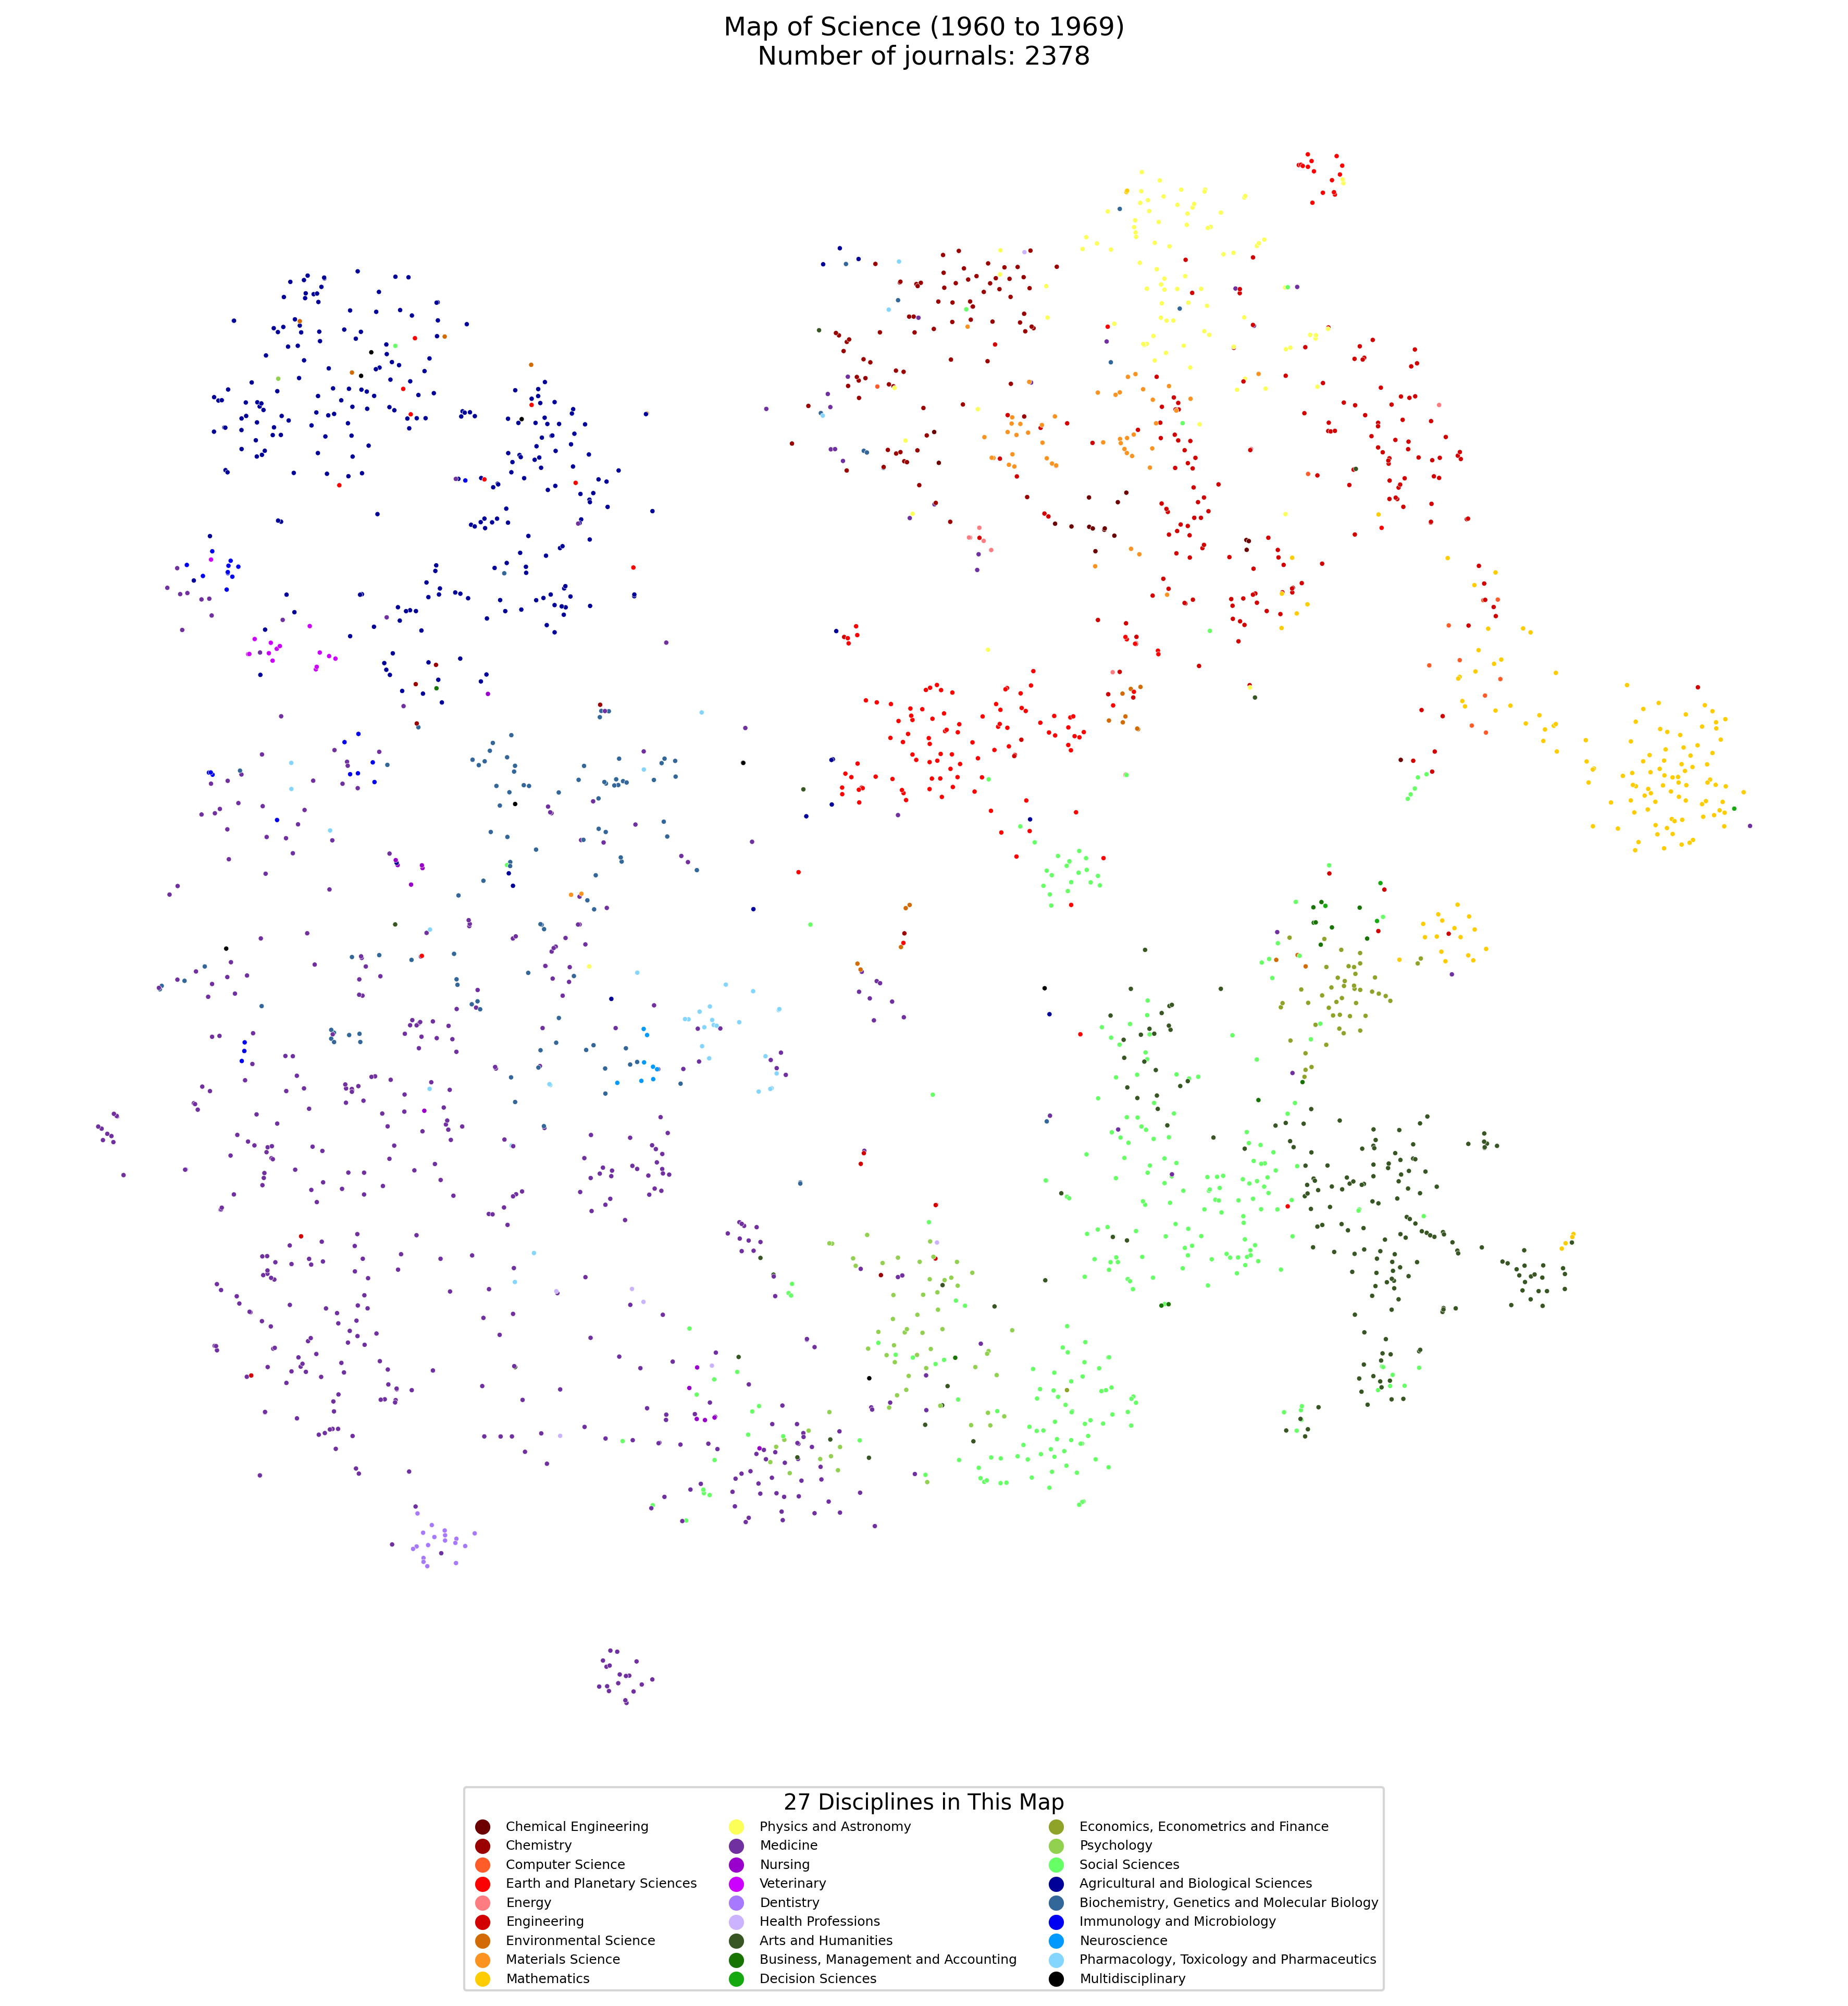 Map of Science (1960 to 1969)
Number of journals: 2378
27 Disciplines in This Map
Chemical Engineering
Chemistry
Computer Science
Earth and Planetary Sciences
Energy
Engineering
Environmental Science
Materials Science
Mathematics
Physics and Astronomy
Medicine
Nursing
Veterinary
Dentistry
Health Professions
Arts and Humanities
Business, Management and Accounting
Decision Sciences
Economics, Econometrics and Finance
Psychology
Social Sciences
Agricultural and Biological Sciences
Biochemistry, Genetics and Molecular Biology
Immunology and Microbiology
Neuroscience
Pharmacology, Toxicology and Pharmaceutics
Multidisciplinary